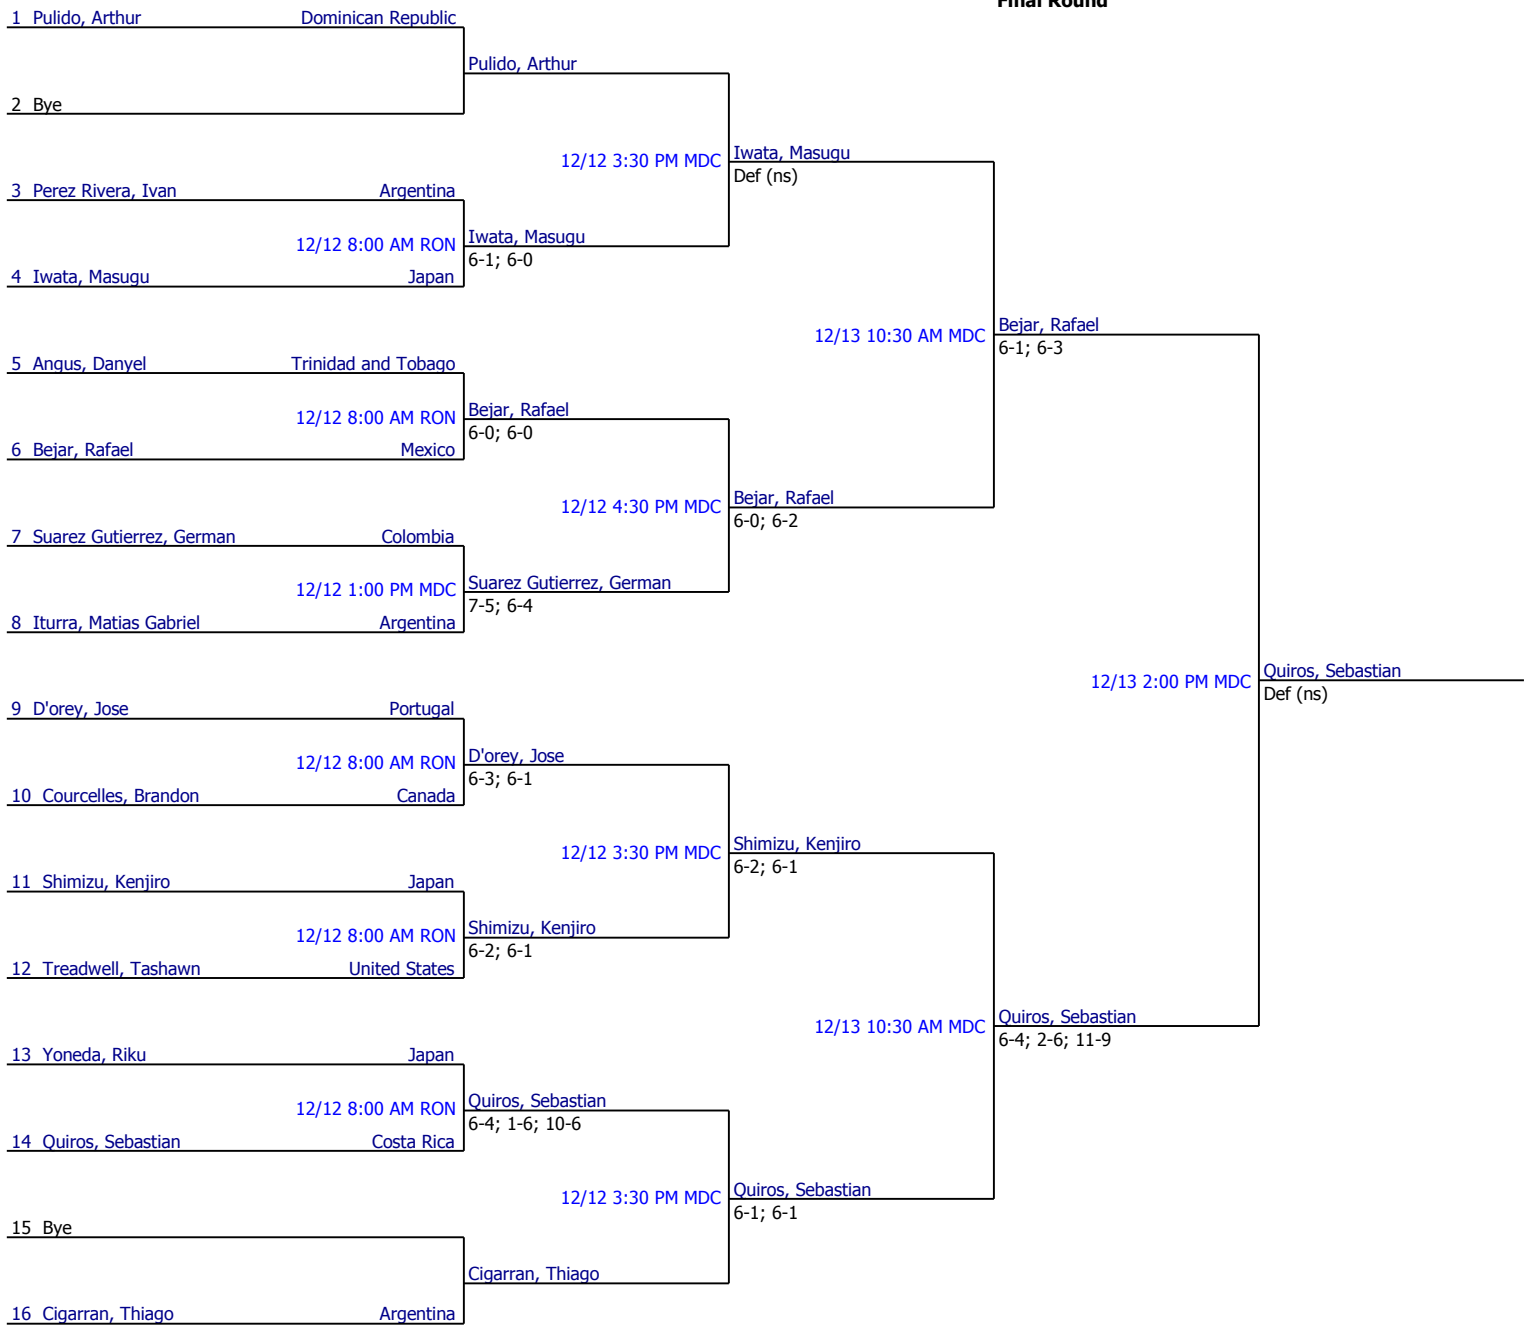 Final Round
1 Pulido, Arthur Dominican Republic
Pulido, Arthur
2 Bye
12/12 3:30 PM MDC Iwata, Masugu
Def (ns)
3 Perez Rivera, Ivan Argentina
12/12 8:00 AM RON Iwata, Masugu
6-1; 6-0
4 Iwata, Masugu Japan
12/13 10:30 AM MDC Bejar, Rafael
6-1; 6-3
5 Angus, Danyel Trinidad and Tobago
12/12 8:00 AM RON Bejar, Rafael
6-0; 6-0
6 Bejar, Rafael Mexico
12/12 4:30 PM MDC Bejar, Rafael
6-0; 6-2
7 Suarez Gutierrez, German Colombia
12/12 1:00 PM MDC Suarez Gutierrez, German
7-5; 6-4
8 Iturra, Matias Gabriel Argentina
12/13 2:00 PM MDC Quiros, Sebastian
Def (ns)
9 D'orey, Jose Portugal
12/12 8:00 AM RON D'orey, Jose
6-3; 6-1
10 Courcelles, Brandon Canada
12/12 3:30 PM MDC Shimizu, Kenjiro
6-2; 6-1
11 Shimizu, Kenjiro Japan
12/12 8:00 AM RON Shimizu, Kenjiro
6-2; 6-1
12 Treadwell, Tashawn United States
12/13 10:30 AM MDC Quiros, Sebastian
6-4; 2-6; 11-9
13 Yoneda, Riku Japan
12/12 8:00 AM RON Quiros, Sebastian
6-4; 1-6; 10-6
14 Quiros, Sebastian Costa Rica
12/12 3:30 PM MDC Quiros, Sebastian
6-1; 6-1
15 Bye
Cigarran, Thiago
16 Cigarran, Thiago Argentina